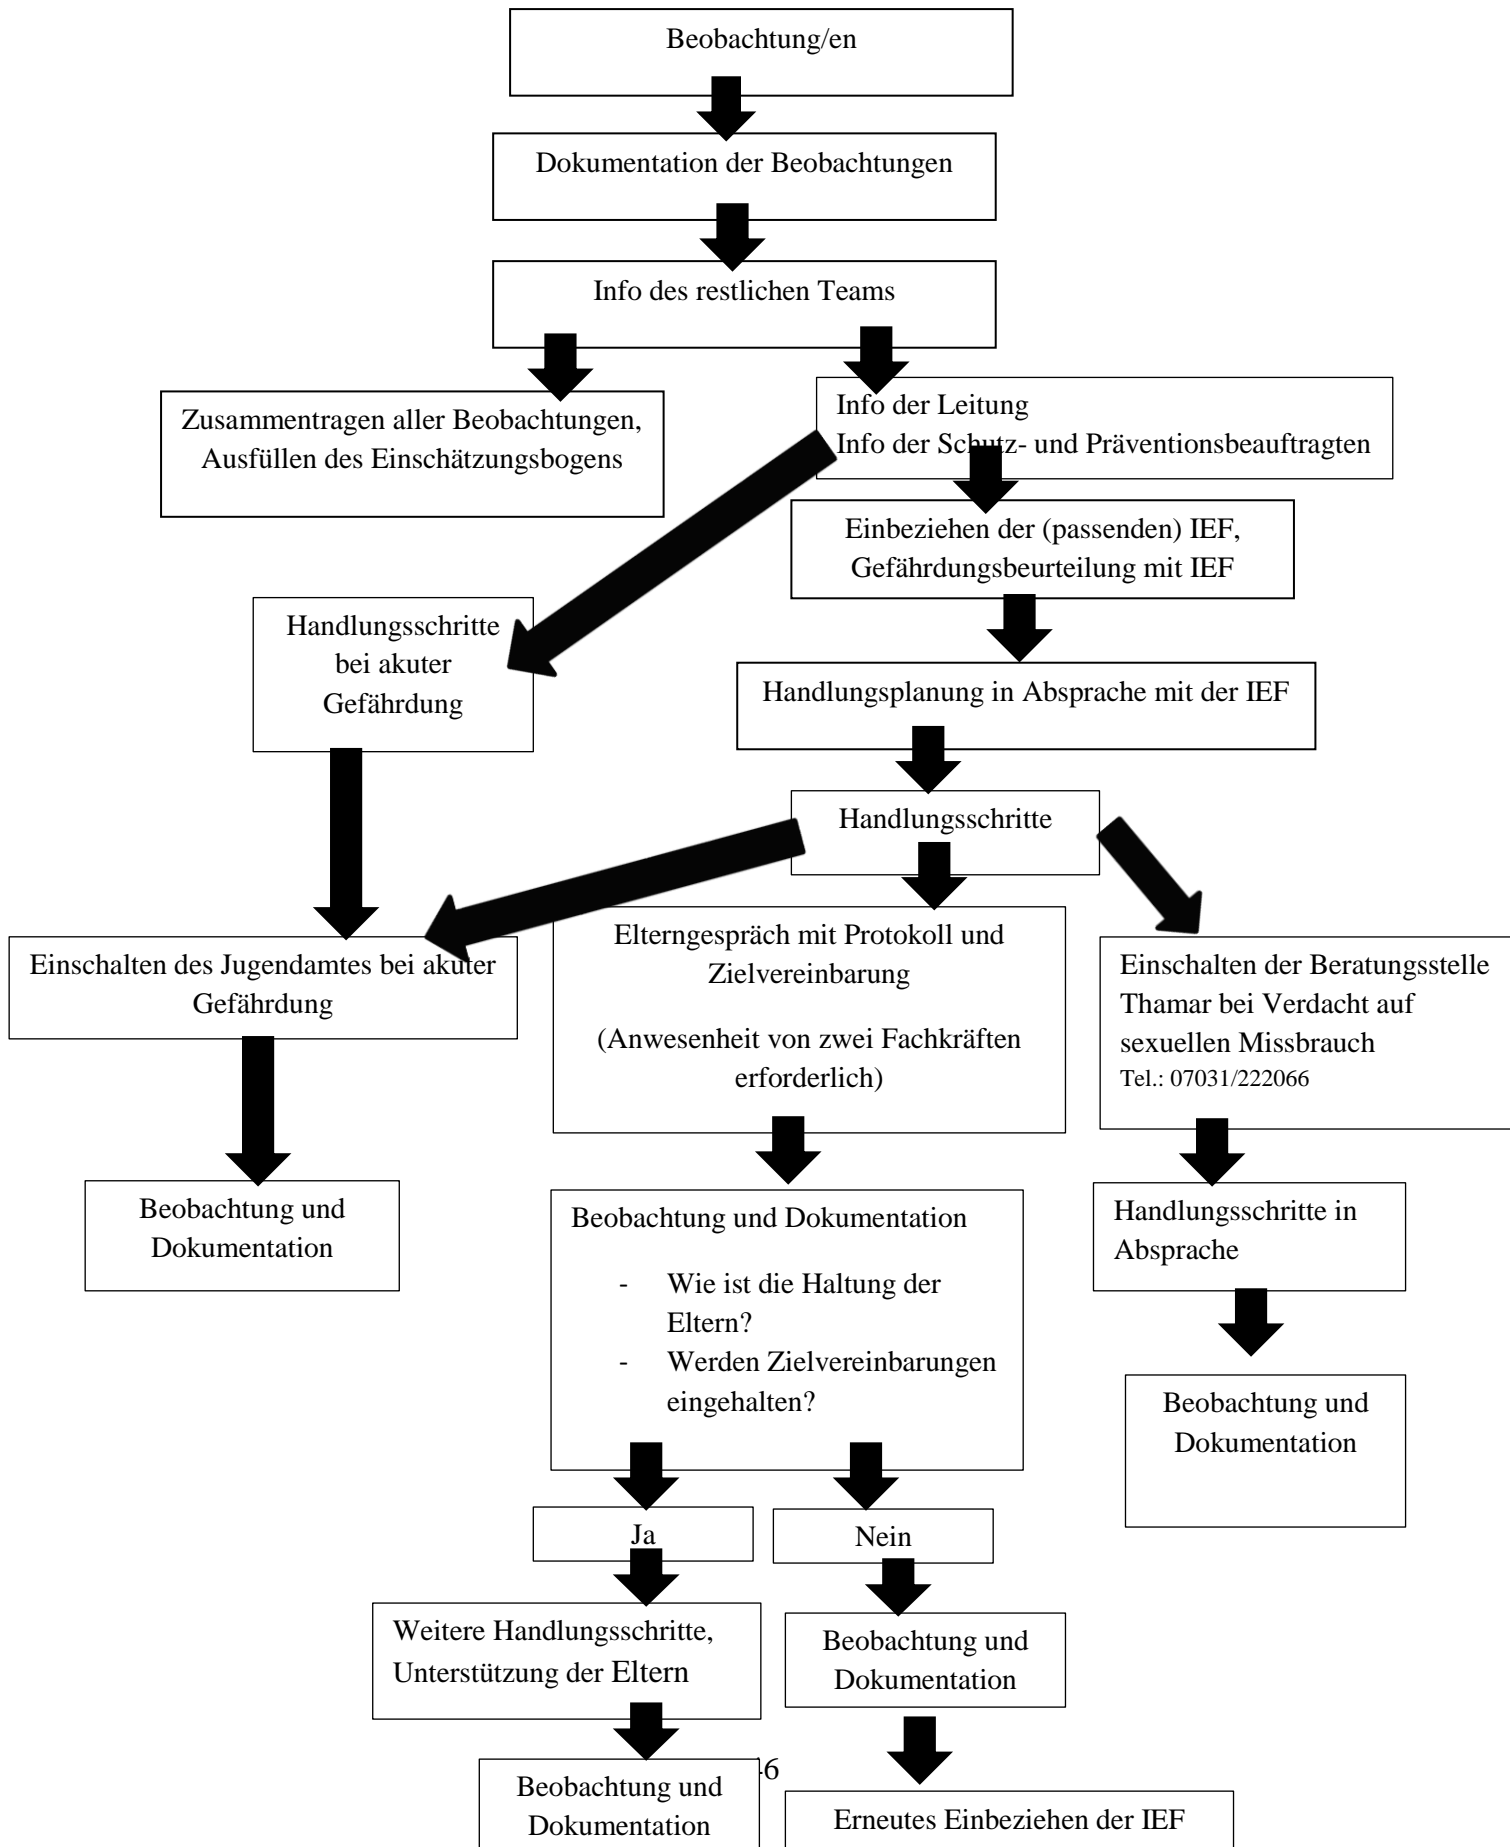 Beobachtung/en
Dokumentation der Beobachtungen
Info des restlichen Teams
Zusammentragen aller Beobachtungen,
Ausfüllen des Einschätzungsbogens
Info der Leitung
Info der Schutz- und Präventionsbeauftragten
Einbeziehen der (passenden) IEF,
Gefährdungsbeurteilung mit IEF
Handlungsschritte
bei akuter
Gefährdung
Handlungsplanung in Absprache mit der IEF
Handlungsschritte
Einschalten des Jugendamtes bei akuter
Gefährdung
Elterngespräch mit Protokoll und
Zielvereinbarung
(Anwesenheit von zwei Fachkräften
erforderlich)
Einschalten der Beratungsstelle
Thamar bei Verdacht auf
sexuellen Missbrauch
Tel.: 07031/222066
Beobachtung und
Dokumentation
Beobachtung und Dokumentation
- Wie ist die Haltung der
Eltern?
- Werden Zielvereinbarungen
eingehalten?
Handlungsschritte in
Absprache
Beobachtung und
Dokumentation
Ja
Nein
Weitere Handlungsschritte,
Unterstützung der Eltern
Beobachtung und
Dokumentation
Beobachtung und
Dokumentation
Erneutes Einbeziehen der IEF